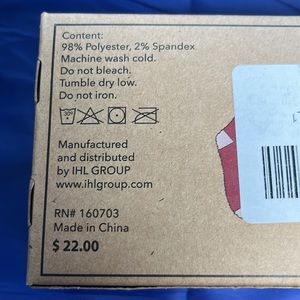 Content:
98% Polyester, 2% Spandex
Machine wash cold.
Do not bleach.
Tumble dry low.
Do not iron.
Manufactured
and distributed
by IHL GROUP
www.ihlgroup.com
RN# 160703
Made in China
$ 22.00